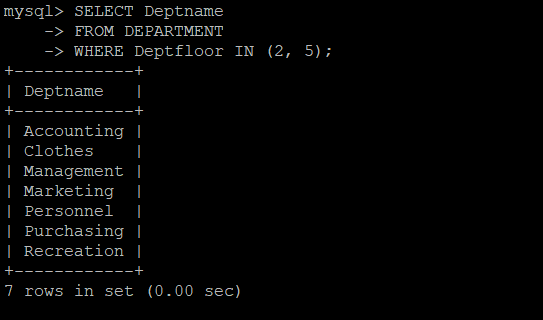 mysql> SELECT Deptname
    -> FROM DEPARTMENT
    -> WHERE Deptfloor IN (2, 5);
+------------+
| Deptname   |
+------------+
| Accounting |
| Clothes    |
| Management |
| Marketing  |
| Personnel  |
| Purchasing |
| Recreation |
+------------+
7 rows in set (0.00 sec)